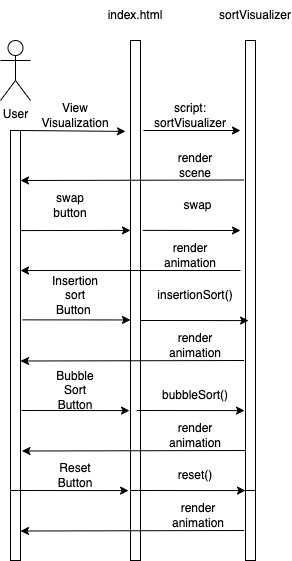 index.html
sortVisualizer
User
View
Visualization
script:
sortVisualizer
render
scene
swap
button
swap
render
animation
Insertion
sort
Button
insertionSort()
render
animation
Bubble
Sort
Button
bubbleSort()
render
animation
Reset
Button
reset()
render
animation